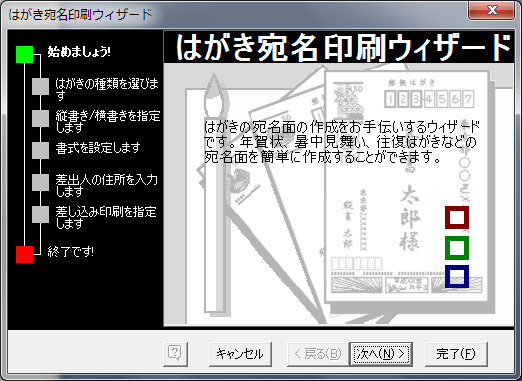 はがき宛名印刷ウィザード
始めましょう!
はがきの種類を選びま
す
縦書き/横書きを指定
します
書式を設定します
差出人の住所を入力
します
差し込み印刷を指定
します
終了です!
はがき宛名印刷ウィザード
はがきの宛名面の作成をお手伝いするウィザード
です。年賀状、暑中見舞い、往復はがきなどの
宛名面を簡単に作成することができます。
郵便はがき
1234567
太郎様
縦書 太郎
?
キャンセル
< 戻る(B)
次へ(N) >
完了(F)